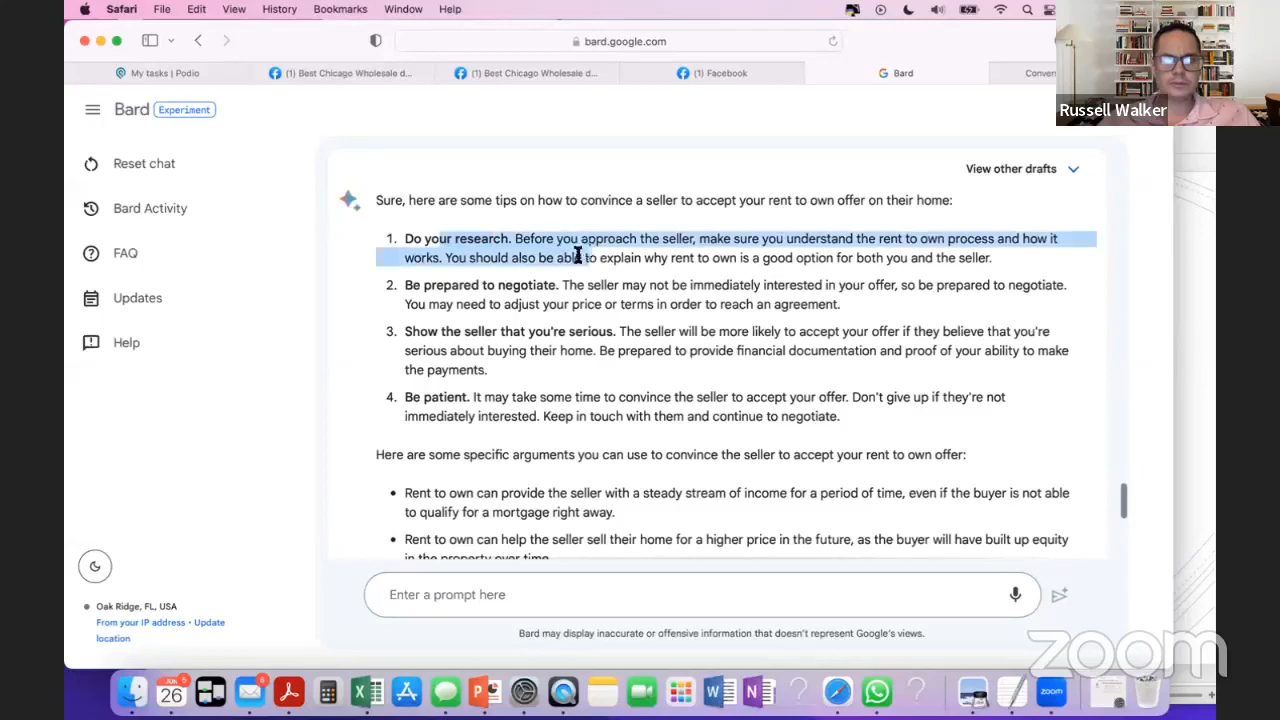 Safari File Edit View History Bookmarks Window Help
bard.google.com
My tasks | Podio
(1) Best Chicago Wholesale d...
(1) Best Chicago Wholesale d...
(1) Facebook
Bard
Conver
Russell Walker
Bard Experiment
Reset chat
Bard Activity
FAQ
Updates
Help
View other drafts
Sure, here are some tips on how to convince a seller to accept your rent to own offer on their home:
1. Do your research. Before you approach the seller, make sure you understand the rent to own process and how it
works. You should also be able to explain why rent to own is a good option for both you and the seller.
2. Be prepared to negotiate. The seller may not be immediately interested in your offer, so be prepared to negotiate.
You may need to adjust your price or terms in order to reach an agreement.
3. Show the seller that you're serious. The seller will be more likely to accept your offer if they believe that you're
serious about buying their home. Be prepared to provide financial documentation and proof of your ability to make
the payments.
4. Be patient. It may take some time to convince the seller to accept your offer. Don't give up if they're not
immediately interested. Keep in touch with them and continue to negotiate.
Here are some specific arguments you can use to convince the seller to accept your rent to own offer:
• Rent to own can provide the seller with a steady stream of income for a period of time, even if the buyer is not able
to qualify for a mortgage right away.
• Rent to own can help the seller sell their home for a higher price in the future, as the buyer will have built up equity
in the property over time.
Enter a prompt here
Bard may display inaccurate or offensive information that doesn't represent Google's views.
Oak Ridge, FL, USA
From your IP address • Update
location
zoom
JUN 5
26
6
zoom